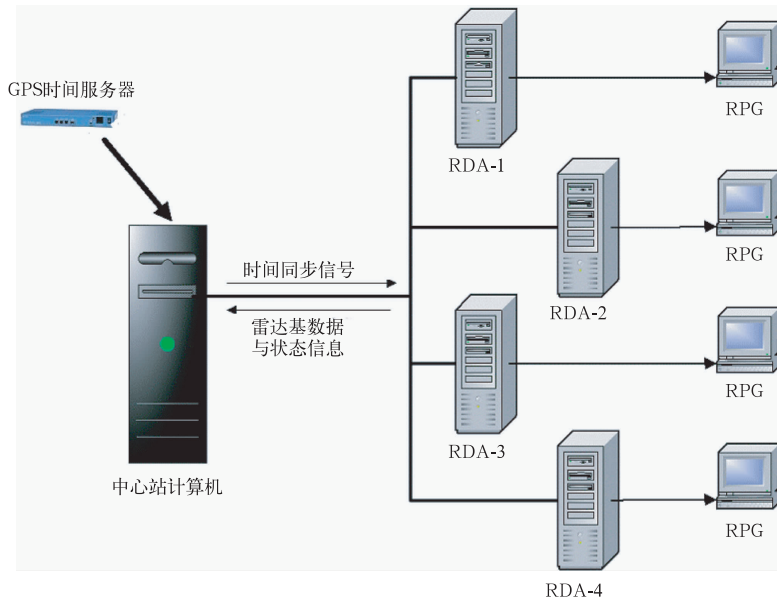 GPS时间服务器
RDA-1
RPG
RDA-2
RPG
时间同步信号
雷达基数据
与状态信息
中心站计算机
RDA-3
RPG
RDA-4
RPG